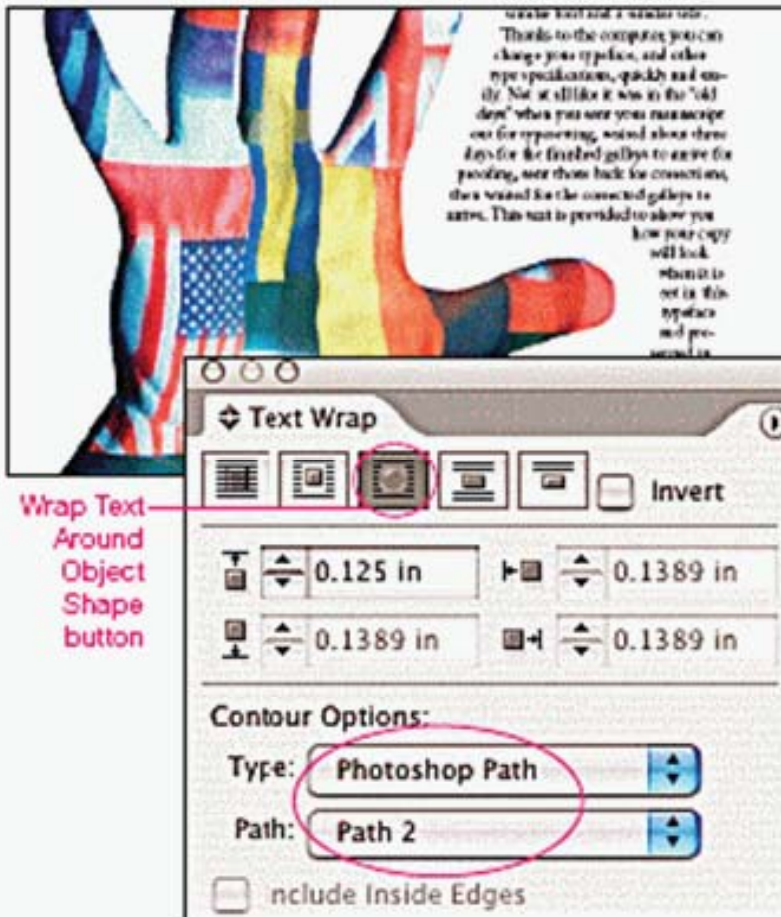 Thanks to the computer, you can
change your typeface, and other
type specifications, quickly and eas-
ily. Not at all like it was in the "old
days" when you sent your manuscript
out for typesetting, waited about three
days for the finished galleys to arrive for
proofing, sent those back for corrections,
then waited for the corrected galleys to
arrive. This text is provided to show you
how your copy
will look
when it is
set in this
typeface
and pre-
Text Wrap
Invert
Wrap Text
Around
Object
Shape
button
0.125 in
0.1389 in
0.1389 in
0.1389 in
Contour Options:
Type: Photoshop Path
Path: Path 2
nclude Inside Edges